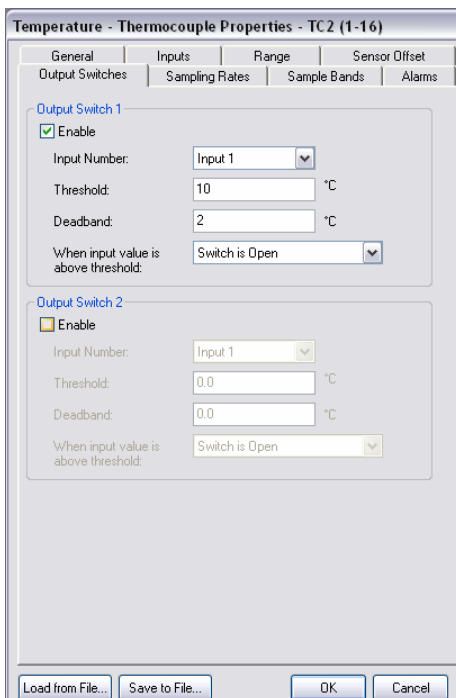 Temperature - Thermocouple Properties - TC2 (1-16)
General Inputs Range Sensor Offset
Output Switches Sampling Rates Sample Bands Alarms
Output Switch 1
Enable
Input Number: Input 1
Threshold: 10 °C
Deadband: 2 °C
When input value is above threshold: Switch is Open
Output Switch 2
Enable
Input Number: Input 1
Threshold: 0.0 °C
Deadband: 0.0 °C
When input value is above threshold: Switch is Open
Load from File... Save to File... OK Cancel